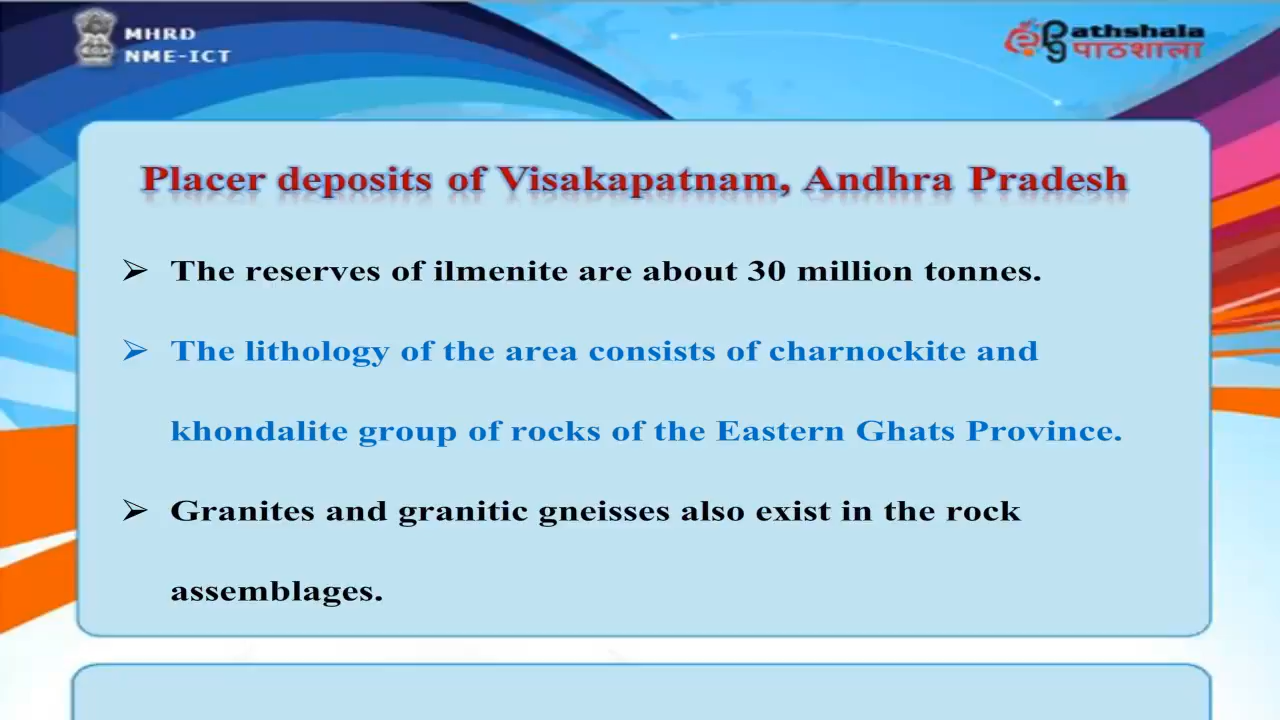 MHRD
NME-ICT
ePG athshala
पाठशाला
Placer deposits of Visakapatnam, Andhra Pradesh
➢ The reserves of ilmenite are about 30 million tonnes.
➢ The lithology of the area consists of charnockite and
khondalite group of rocks of the Eastern Ghats Province.
➢ Granites and granitic gneisses also exist in the rock
assemblages.